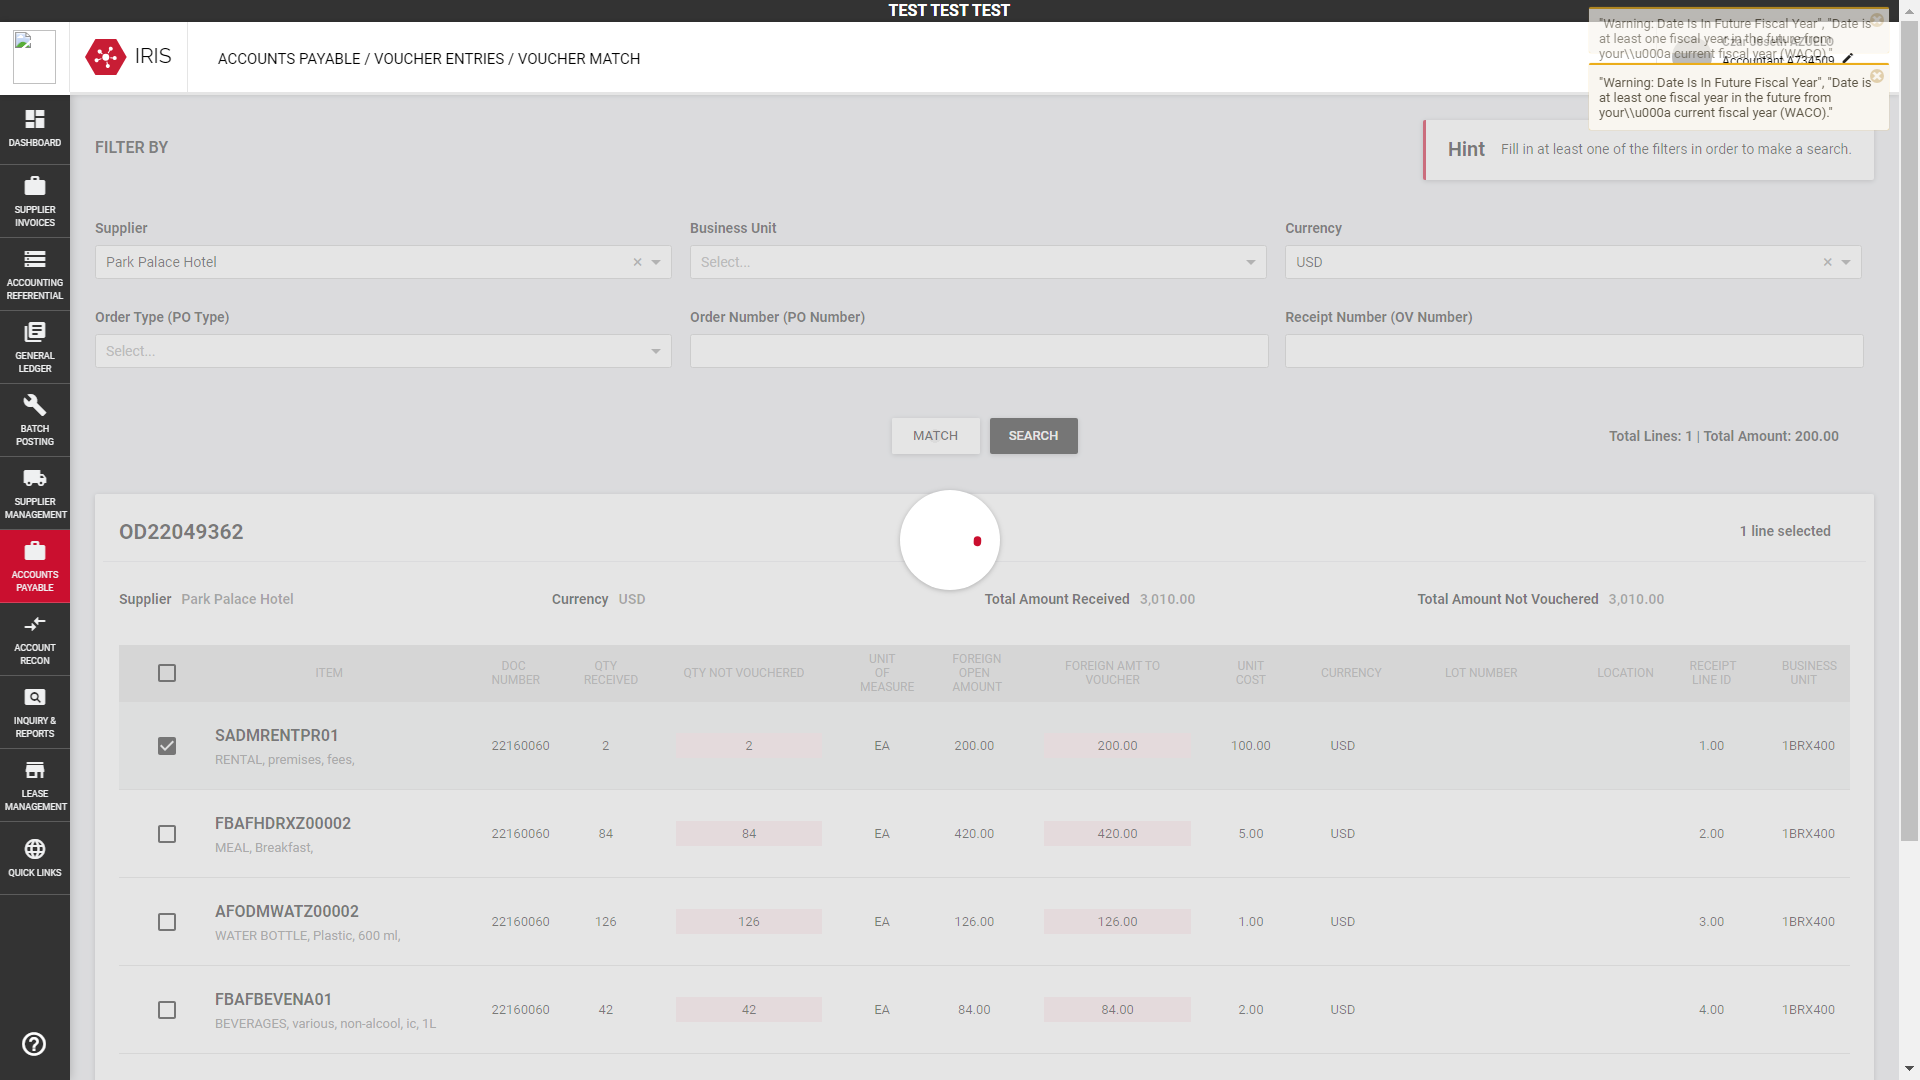 TEST TEST TEST
IRIS
ACCOUNTS PAYABLE / VOUCHER ENTRIES / VOUCHER MATCH
"Warning: Date Is In Future Fiscal Year", "Date is
at least one fiscal year in the future from
your\\u000a current fiscal year (WACO)."
Accountant A734509
"Warning: Date Is In Future Fiscal Year", "Date is
at least one fiscal year in the future from
your\\u000a current fiscal year (WACO)."
DASHBOARD
SUPPLIER
INVOICES
ACCOUNTING
REFERENTIAL
GENERAL
LEDGER
BATCH
POSTING
SUPPLIER
MANAGEMENT
ACCOUNTS
PAYABLE
ACCOUNT
RECON
INQUIRY &
REPORTS
LEASE
MANAGEMENT
QUICK LINKS
FILTER BY
Hint Fill in at least one of the filters in order to make a search.
Supplier Business Unit Currency
Park Palace Hotel Select... USD
Order Type (PO Type) Order Number (PO Number) Receipt Number (OV Number)
Select...
MATCH SEARCH Total Lines: 1 | Total Amount: 200.00
OD22049362 1 line selected
Supplier Park Palace Hotel Currency USD Total Amount Received 3,010.00 Total Amount Not Vouchered 3,010.00
ITEM DOC NUMBER QTY RECEIVED QTY NOT VOUCHERED UNIT OF MEASURE FOREIGN OPEN AMOUNT FOREIGN AMT TO VOUCHER UNIT COST CURRENCY LOT NUMBER LOCATION RECEIPT LINE ID BUSINESS UNIT
SADMRENTPR01
RENTAL, premises, fees,
22160060 2 2 EA 200.00 200.00 100.00 USD 1.00 1BRX400
FBAFHDRXZ00002
MEAL, Breakfast,
22160060 84 84 EA 420.00 420.00 5.00 USD 2.00 1BRX400
AFODMWATZ00002
WATER BOTTLE, Plastic, 600 ml,
22160060 126 126 EA 126.00 126.00 1.00 USD 3.00 1BRX400
FBAFBEVENA01
BEVERAGES, various, non-alcool, ic, 1L
22160060 42 42 EA 84.00 84.00 2.00 USD 4.00 1BRX400